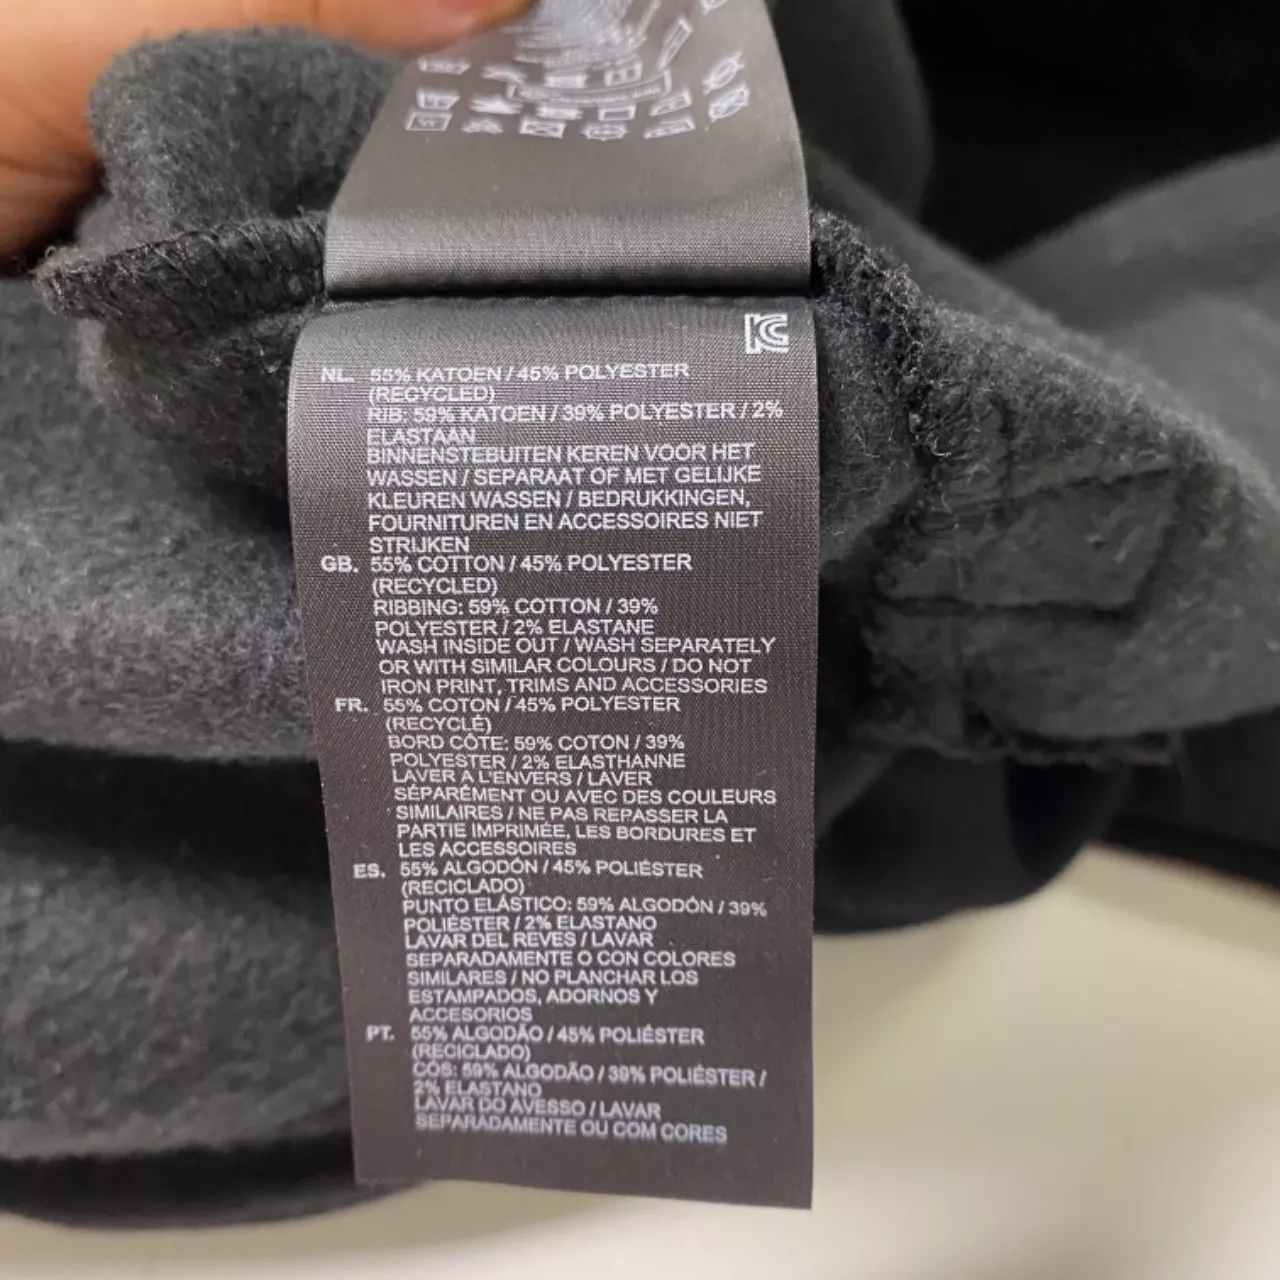 KC
NL. 55% KATOEN / 45% POLYESTER
(RECYCLED)
RIB: 59% KATOEN / 39% POLYESTER / 2%
ELASTAAN
BINNENSTEBUITEN KEREN VOOR HET
WASSEN / SEPARAAT OF MET GELIJKE
KLEUREN WASSEN / BEDRUKKINGEN,
FOURNITUREN EN ACCESSOIRES NIET
STRIJKEN
GB. 55% COTTON / 45% POLYESTER
(RECYCLED)
RIBBING: 59% COTTON / 39%
POLYESTER / 2% ELASTANE
WASH INSIDE OUT / WASH SEPARATELY
OR WITH SIMILAR COLOURS / DO NOT
IRON PRINT, TRIMS AND ACCESSORIES
FR. 55% COTON / 45% POLYESTER
(RECYCLÉ)
BORD CÔTE: 59% COTON / 39%
POLYESTER / 2% ELASTHANNE
LAVER A L'ENVERS / LAVER
SÉPARÉMENT OU AVEC DES COULEURS
SIMILAIRES / NE PAS REPASSER LA
PARTIE IMPRIMÉE, LES BORDURES ET
LES ACCESSOIRES
ES. 55% ALGODÓN / 45% POLIÉSTER
(RECICLADO)
PUNTO ELÁSTICO: 59% ALGODÓN / 39%
POLIÉSTER / 2% ELASTANO
LAVAR DEL REVES / LAVAR
SEPARADAMENTE O CON COLORES
SIMILARES / NO PLANCHAR LOS
ESTAMPADOS, ADORNOS Y
ACCESORIOS
PT. 55% ALGODÃO / 45% POLIÉSTER
(RECICLADO)
CÓS: 59% ALGODÃO / 39% POLIÉSTER /
2% ELASTANO
LAVAR DO AVESSO / LAVAR
SEPARADAMENTE OU COM CORES